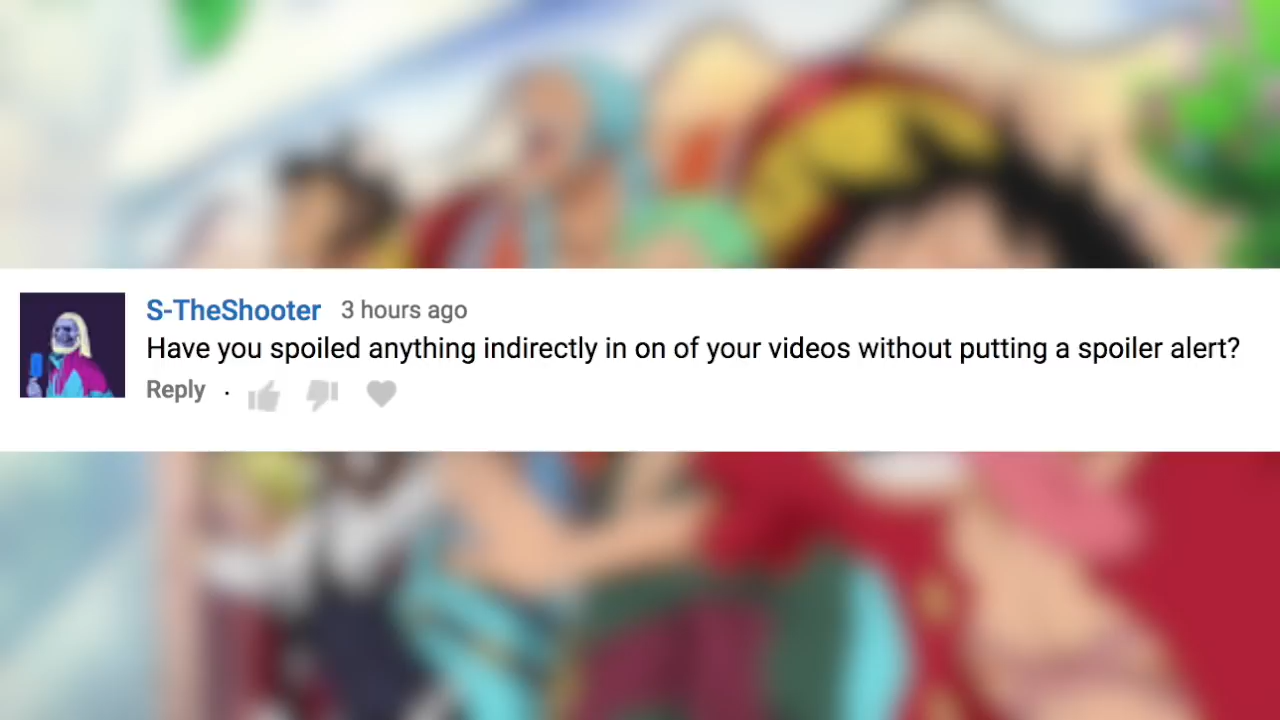 S-TheShooter 3 hours ago
Have you spoiled anything indirectly in on of your videos without putting a spoiler alert?
Reply ·